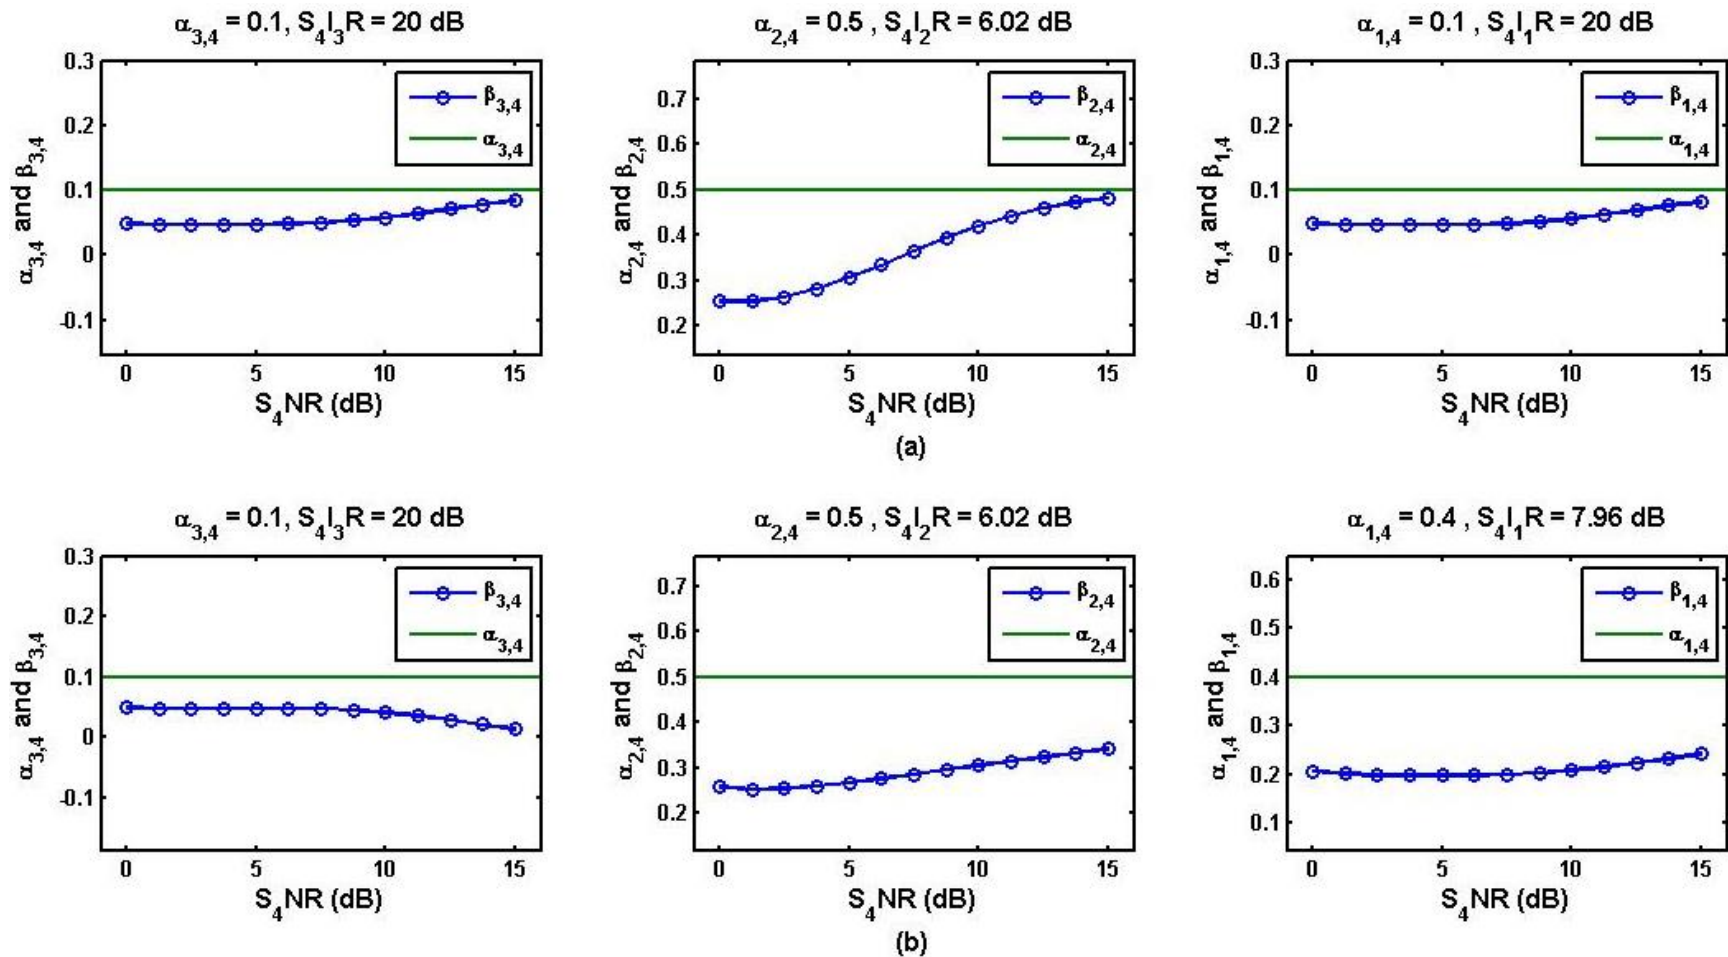 α3,4 = 0.1, S4I3R = 20 dB
α3,4 and β3,4
0.3
0.2
0.1
0
-0.1
β3,4
α3,4
0 5 10 15
S4NR (dB)
α2,4 = 0.5 , S4I2R = 6.02 dB
α2,4 and β2,4
0.7
0.6
0.5
0.4
0.3
0.2
β2,4
α2,4
0 5 10 15
S4NR (dB)
α1,4 = 0.1 , S4I1R = 20 dB
α1,4 and β1,4
0.3
0.2
0.1
0
-0.1
β1,4
α1,4
0 5 10 15
S4NR (dB)
(a)
α3,4 = 0.1, S4I3R = 20 dB
α3,4 and β3,4
0.3
0.2
0.1
0
-0.1
β3,4
α3,4
0 5 10 15
S4NR (dB)
α2,4 = 0.5 , S4I2R = 6.02 dB
α2,4 and β2,4
0.7
0.6
0.5
0.4
0.3
0.2
β2,4
α2,4
0 5 10 15
S4NR (dB)
α1,4 = 0.4 , S4I1R = 7.96 dB
α1,4 and β1,4
0.6
0.5
0.4
0.3
0.2
0.1
β1,4
α1,4
0 5 10 15
S4NR (dB)
(b)